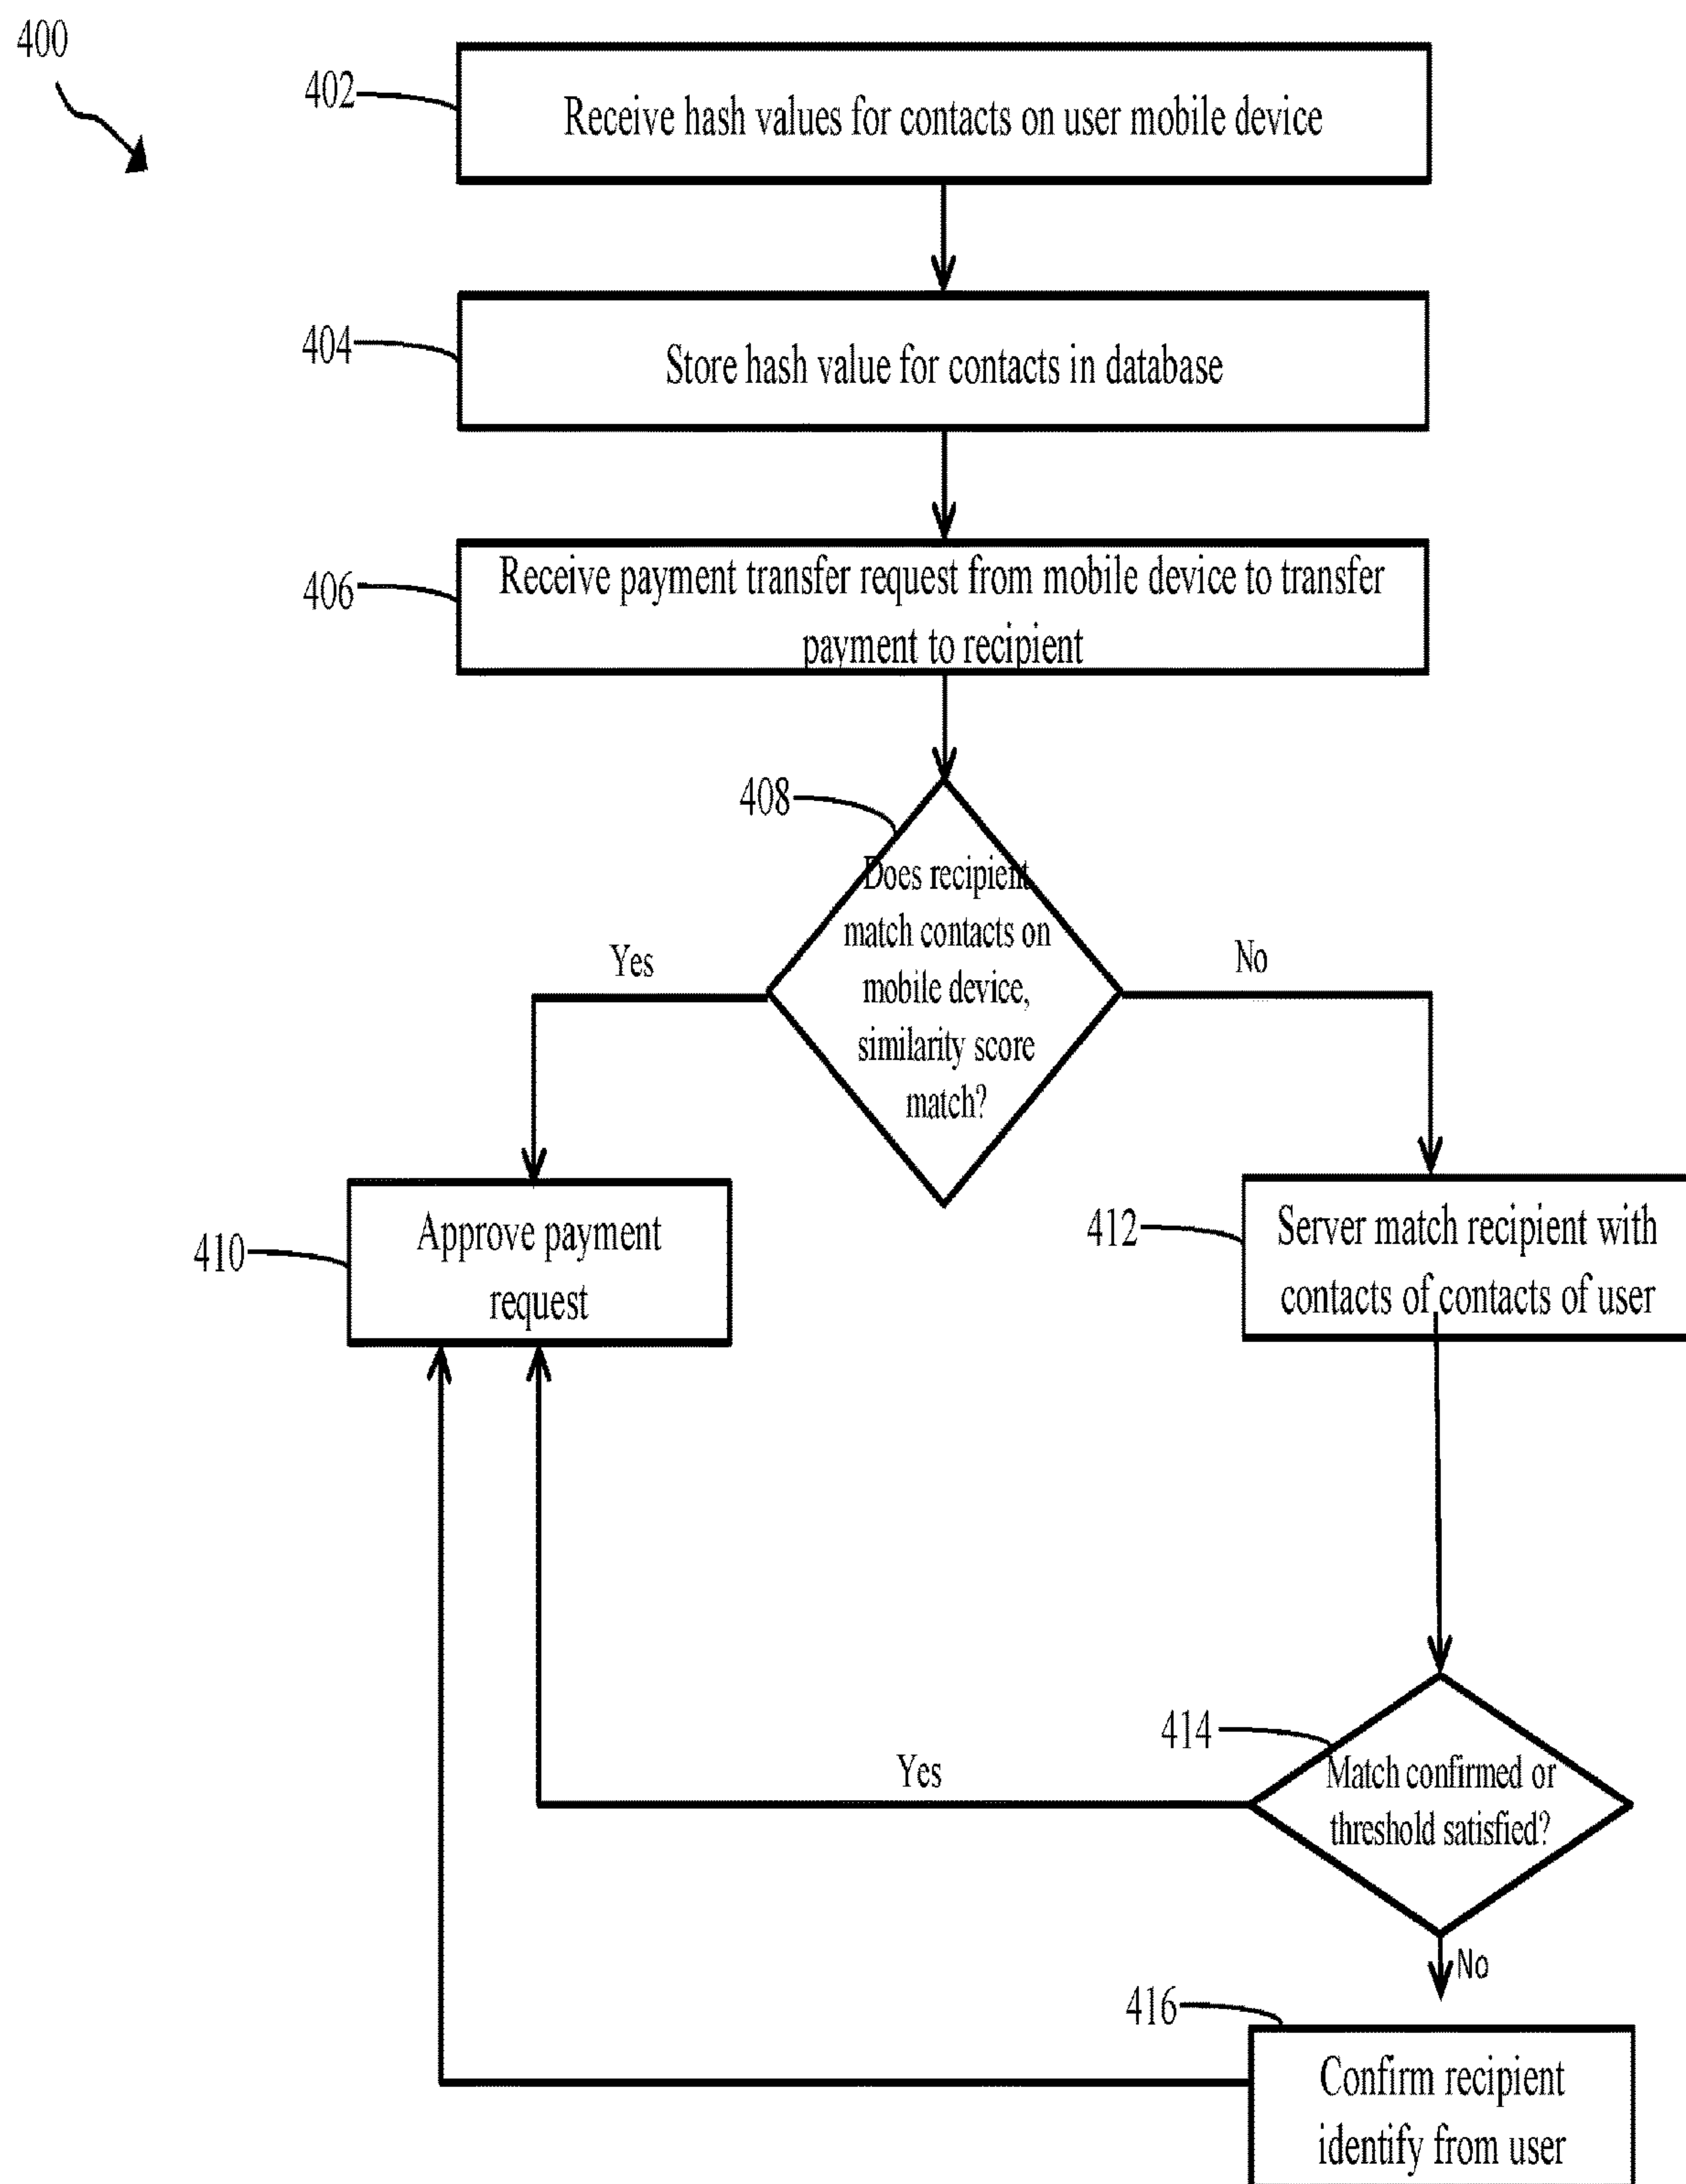 400
402
Receive hash values for contacts on user mobile device
404
Store hash value for contacts in database
406
Receive payment transfer request from mobile device to transfer
payment to recipient
408
Does recipient
match contacts on
mobile device,
similarity score
match?
Yes
No
410
Approve payment
request
412
Server match recipient with
contacts of contacts of user
414
Match confirmed or
threshold satisfied?
Yes
No
416
Confirm recipient
identify from user